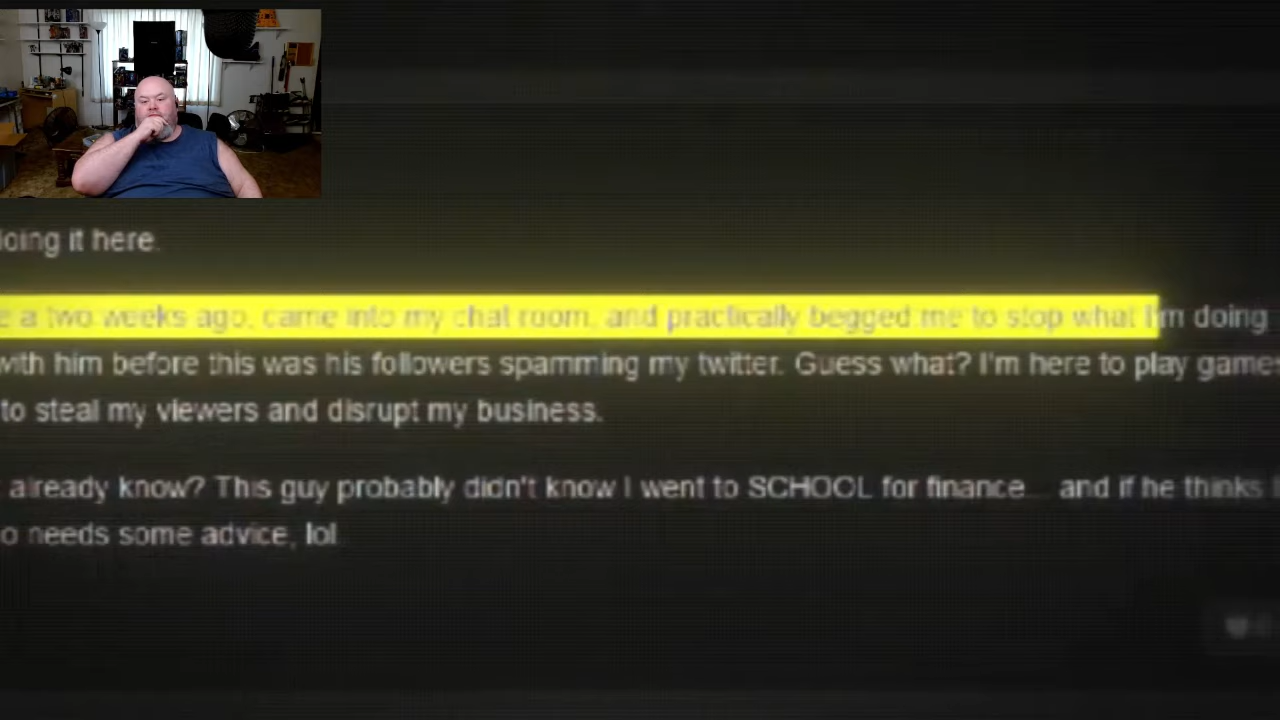 doing it here.
a two weeks ago, came into my chat room, and practically begged me to stop what I'm doing
with him before this was his followers spamming my twitter. Guess what? I'm here to play games
to steal my viewers and disrupt my business.
already know? This guy probably didn't know I went to SCHOOL for finance... and if he thinks
needs some advice, lol